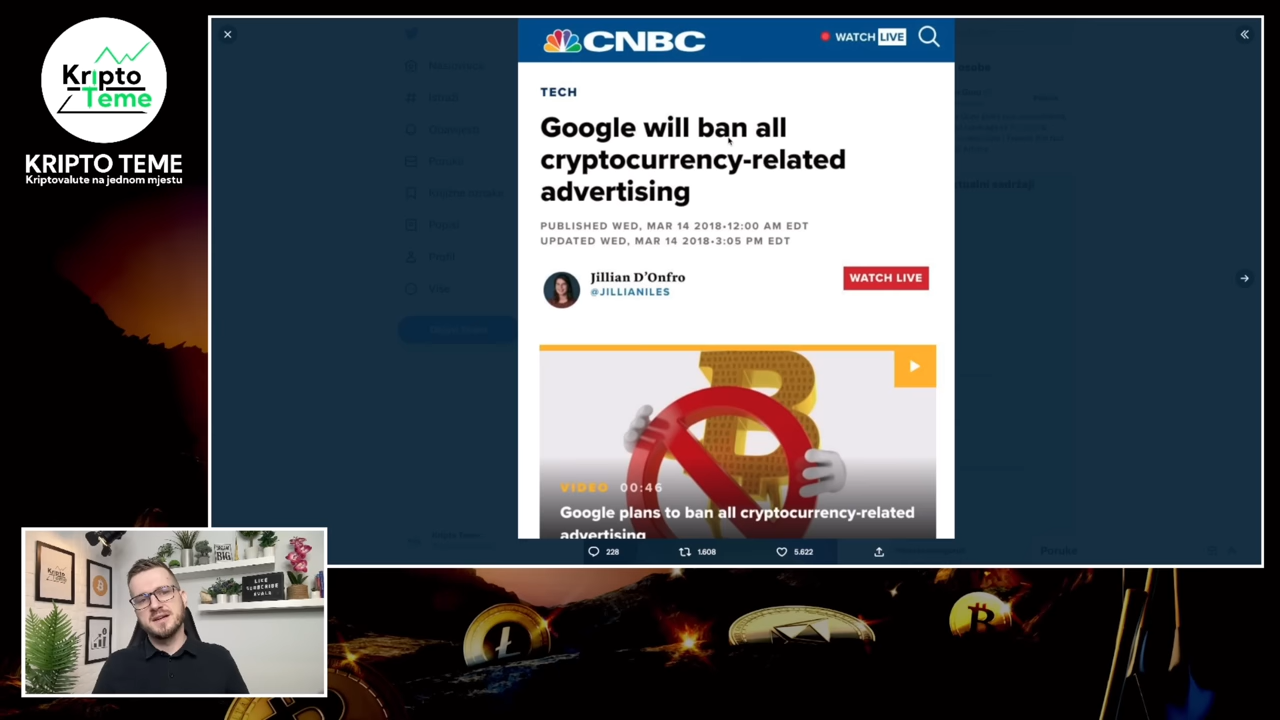 Kripto
Teme
KRIPTO TEME
Kriptovalute na jednom mjestu
CNBC
WATCH LIVE
TECH
Google will ban all
cryptocurrency-related
advertising
PUBLISHED WED, MAR 14 2018•12:00 AM EDT
UPDATED WED, MAR 14 2018•3:05 PM EDT
Jillian D'Onfro
@JILLIANILES
WATCH LIVE
VIDEO 00:46
Google plans to ban all cryptocurrency-related
advertising
228
1.608
5.622
Poruke
LIKE
SUBSCRIBE